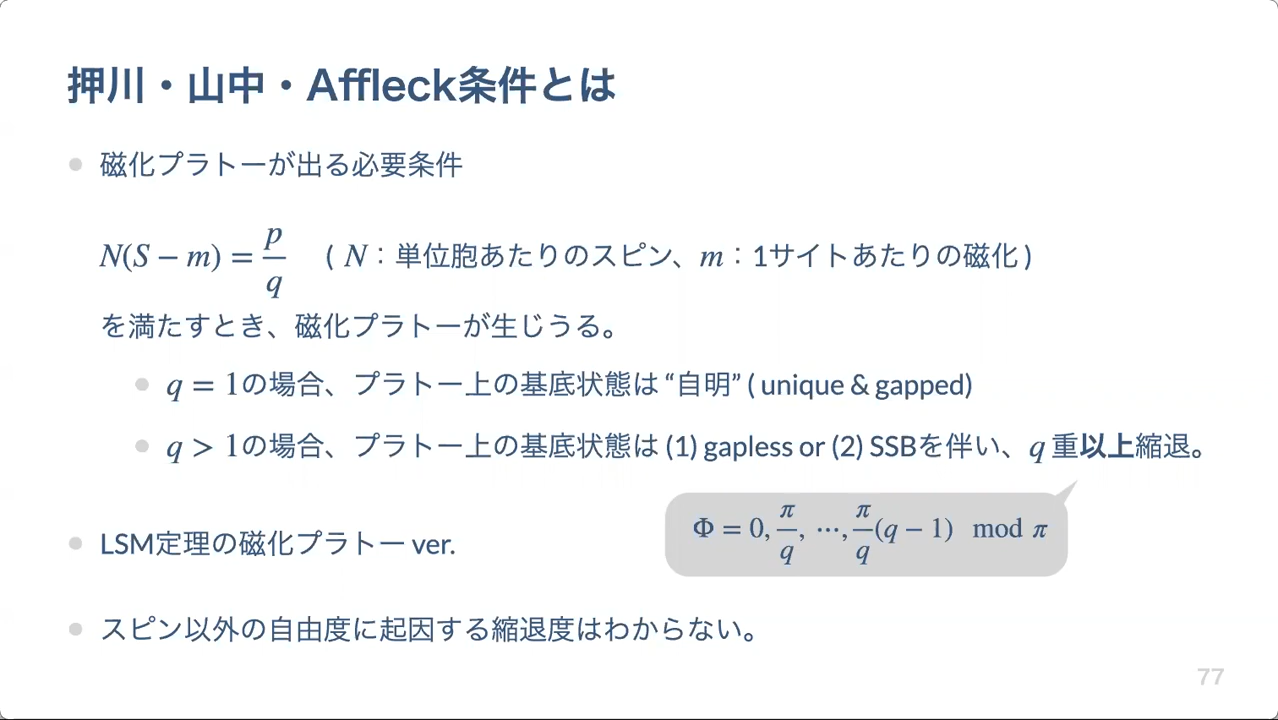 押川・山中・Affleck条件とは
磁化プラトーが出る必要条件
N(S − m) = p/q ( N：単位胞あたりのスピン、m：1サイトあたりの磁化 )
を満たすとき、磁化プラトーが生じうる。
q = 1の場合、プラトー上の基底状態は “自明” ( unique & gapped)
q > 1の場合、プラトー上の基底状態は (1) gapless or (2) SSBを伴い、q 重以上縮退。
Φ = 0, π/q, ⋯, π/q (q − 1) mod π
LSM定理の磁化プラトー ver.
スピン以外の自由度に起因する縮退度はわからない。
77